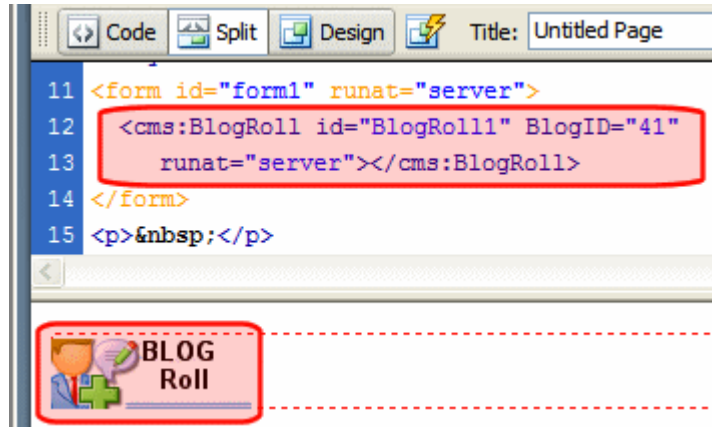 Code Split Design Title: Untitled Page
11 <form id="form1" runat="server">
12 <cms:BlogRoll id="BlogRoll1" BlogID="41"
13 runat="server"></cms:BlogRoll>
14 </form>
15 <p>&nbsp;</p>
BLOG
Roll